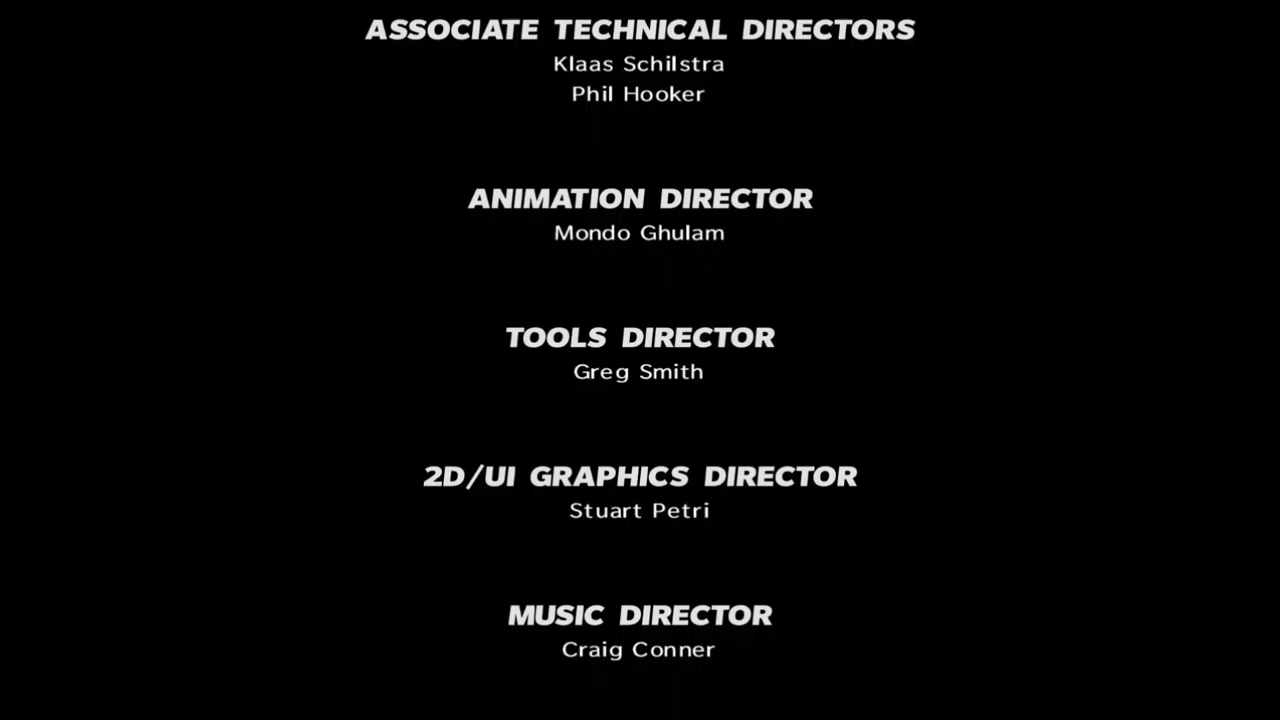 ASSOCIATE TECHNICAL DIRECTORS
Klaas Schilstra
Phil Hooker
ANIMATION DIRECTOR
Mondo Ghulam
TOOLS DIRECTOR
Greg Smith
2D/UI GRAPHICS DIRECTOR
Stuart Petri
MUSIC DIRECTOR
Craig Conner